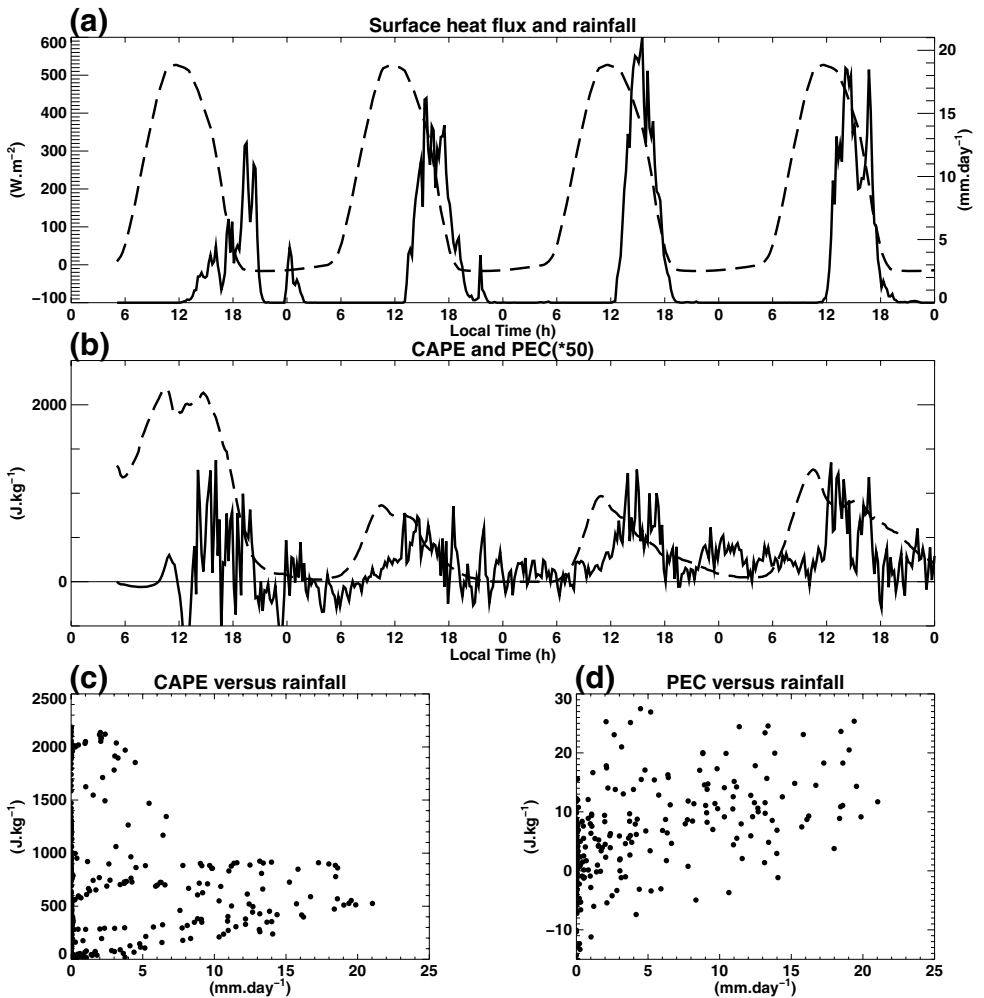 (a)
Surface heat flux and rainfall
600
500
400
300
200
100
0
−100
(W.m−2)
20
15
10
5
0
(mm.day−1)
0 6 12 18 0 6 12 18 0 6 12 18 0 6 12 18 0
Local Time (h)
(b)
CAPE and PEC(*50)
2000
1000
0
(J.kg−1)
0 6 12 18 0 6 12 18 0 6 12 18 0 6 12 18 0
Local Time (h)
(c)
CAPE versus rainfall
2500
2000
1500
1000
500
0
(J.kg−1)
0 5 10 15 20 25
(mm.day−1)
(d)
PEC versus rainfall
30
20
10
0
−10
(J.kg−1)
0 5 10 15 20 25
(mm.day−1)